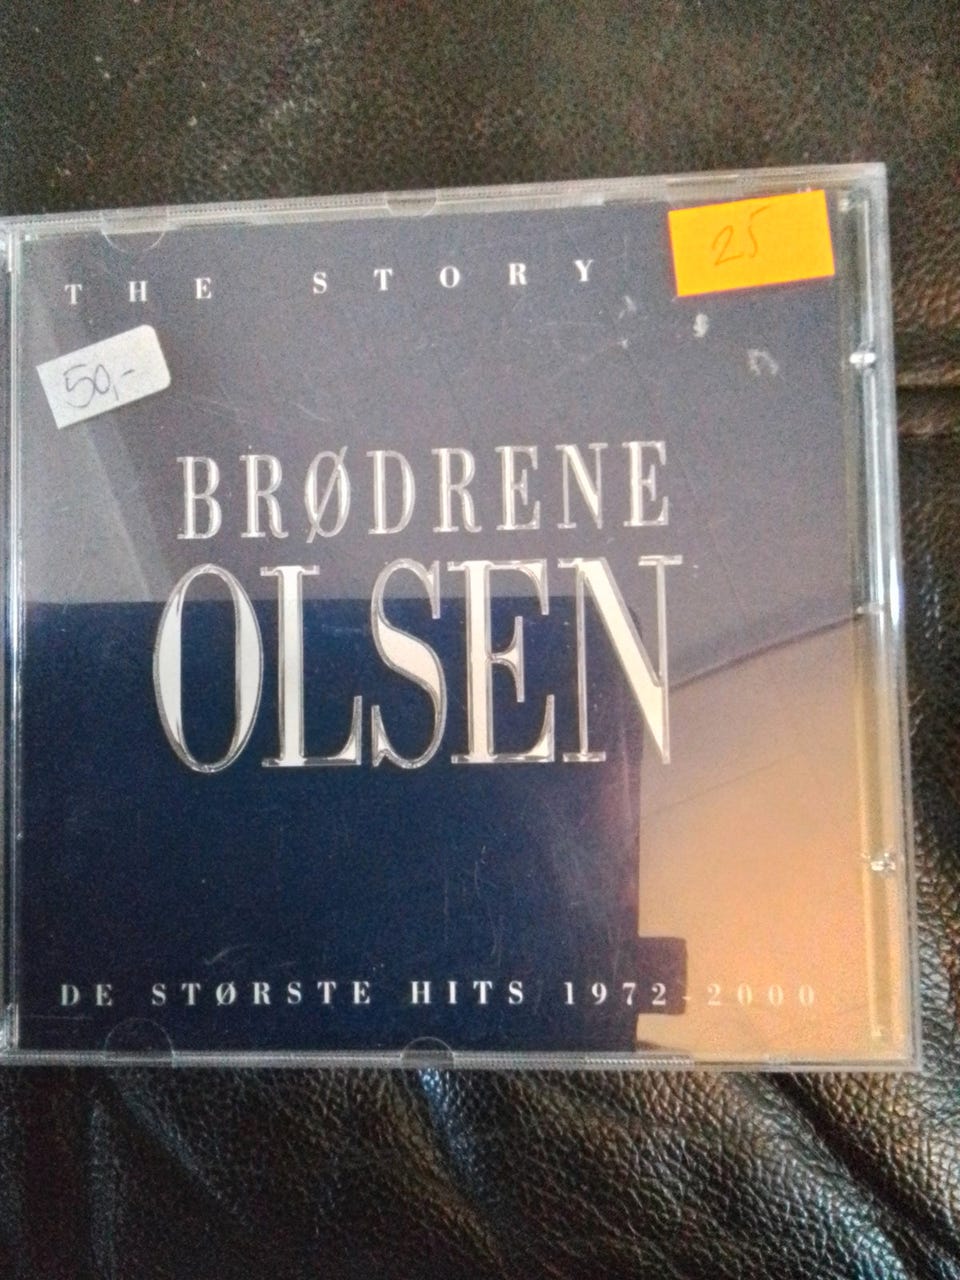 25
THE STORY
50,-
BRØDRENE
OLSEN
DE STØRSTE HITS 1972-2000